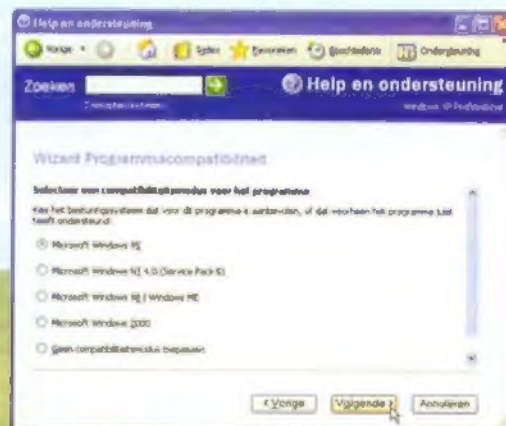 Help en ondersteuning
Vorige Index Favorieten Geschiedenis Ondersteuning
Zoeken Help en ondersteuning
Windows XP Professional
Wizard Programmacompatibiliteit
Selecteer een compatibiliteitsmodus voor het programma
Kies het besturingssysteem dat voor dit programma is aanbevolen, of dat voorheen het programma juist
heeft ondersteund:
Microsoft Windows 95
Microsoft Windows NT 4.0 (Service Pack 5)
Microsoft Windows 98 / Windows ME
Microsoft Windows 2000
Geen compatibiliteitsmodus toepassen
< Vorige Volgende > Annuleren